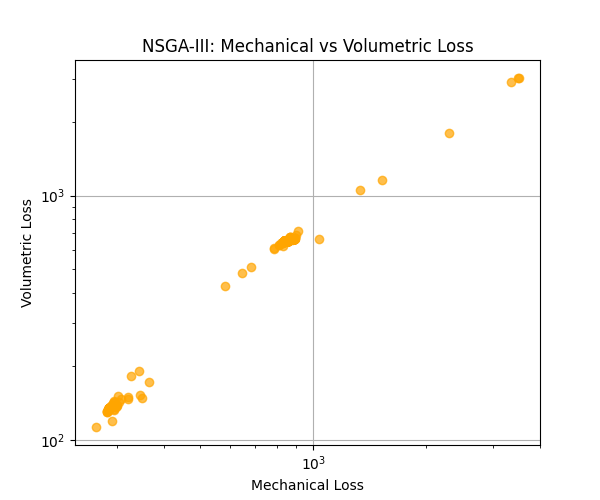 NSGA-III: Mechanical vs Volumetric Loss
Volumetric Loss
10³
10²
10³
Mechanical Loss